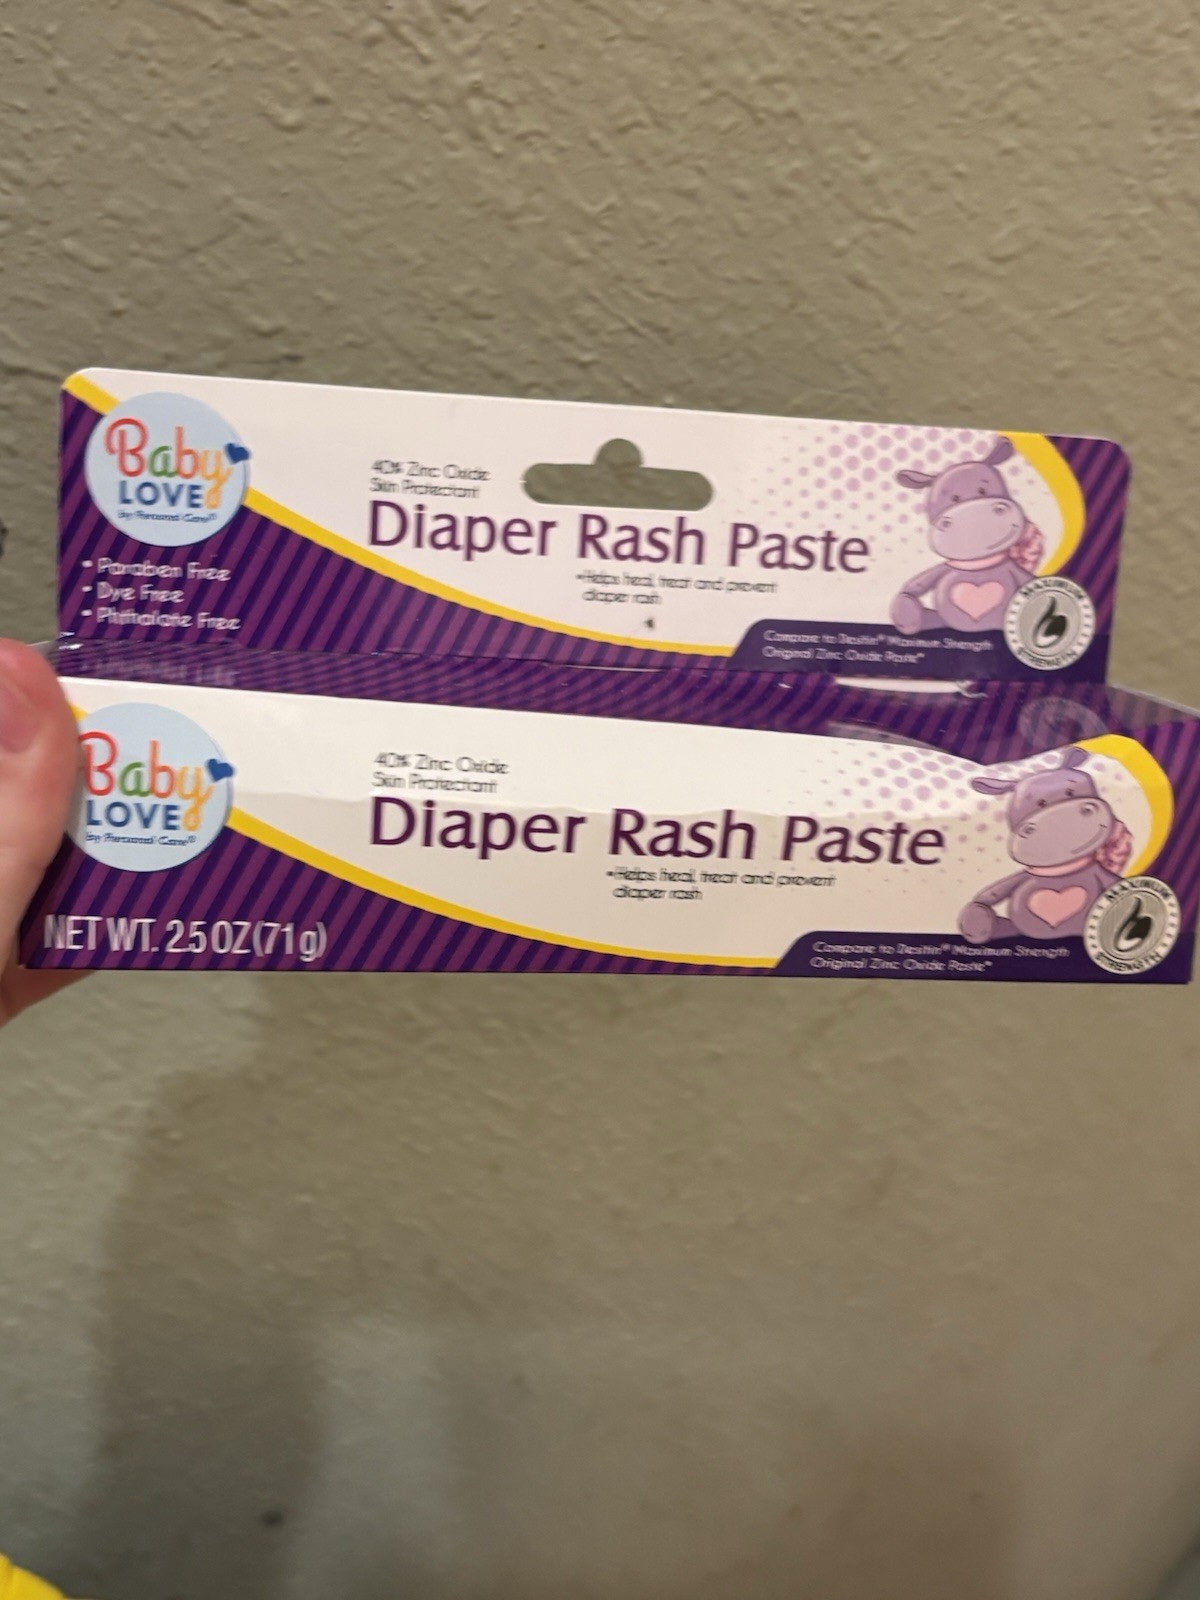 Baby
LOVE
by Personal Care®
• Paraben Free
• Dye Free
• Phthalate Free
40% Zinc Oxide
Skin Protectant
Diaper Rash Paste
•Helps heal, treat and prevent
diaper rash
Compare to Desitin® Maximum Strength
Original Zinc Oxide Paste*
MAXIMUM
STRENGTH
Baby
LOVE
by Personal Care®
NET WT. 2.5 OZ (71 g)
40% Zinc Oxide
Skin Protectant
Diaper Rash Paste
•Helps heal, treat and prevent
diaper rash
Compare to Desitin® Maximum Strength
Original Zinc Oxide Paste*
MAXIMUM
STRENGTH